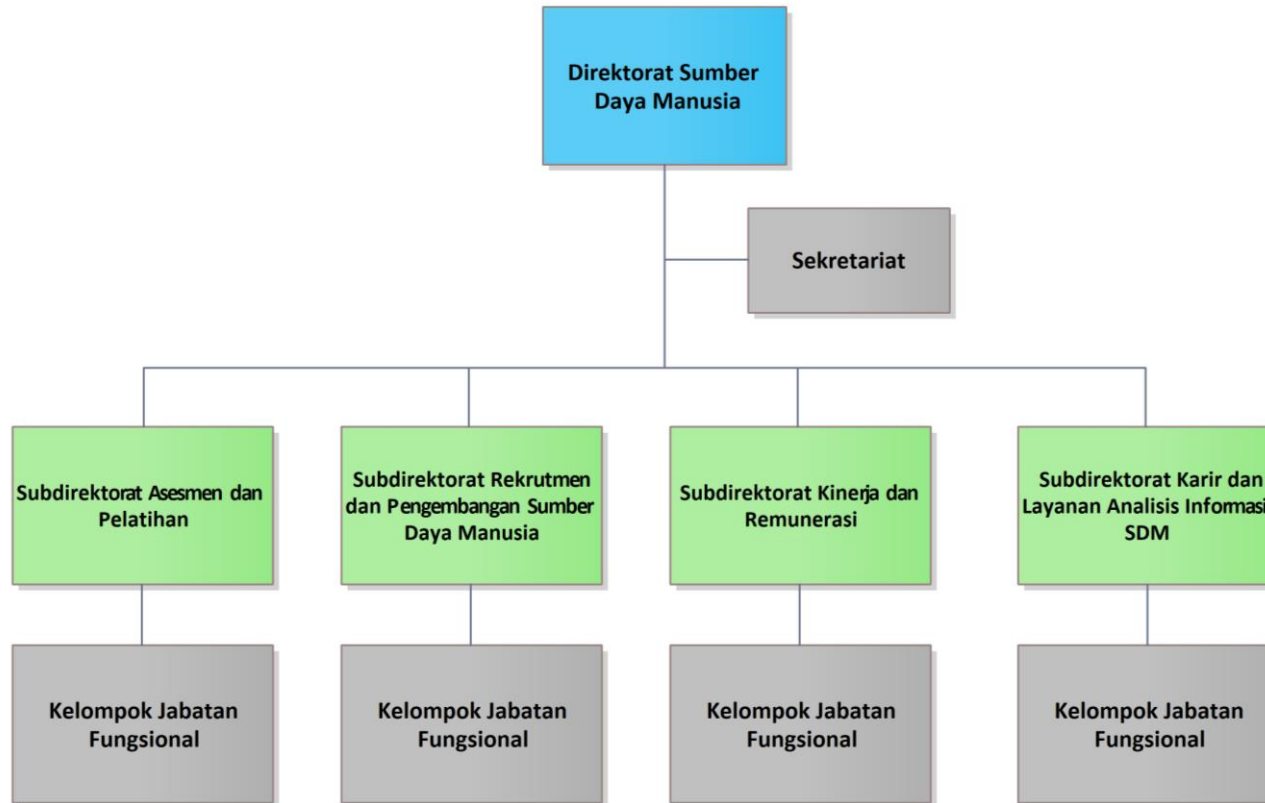 Direktorat Sumber
Daya Manusia
Sekretariat
Subdirektorat Asesmen dan
Pelatihan
Subdirektorat Rekrutmen
dan Pengembangan Sumber
Daya Manusia
Subdirektorat Kinerja dan
Remunerasi
Subdirektorat Karir dan
Layanan Analisis Informasi
SDM
Kelompok Jabatan
Fungsional
Kelompok Jabatan
Fungsional
Kelompok Jabatan
Fungsional
Kelompok Jabatan
Fungsional